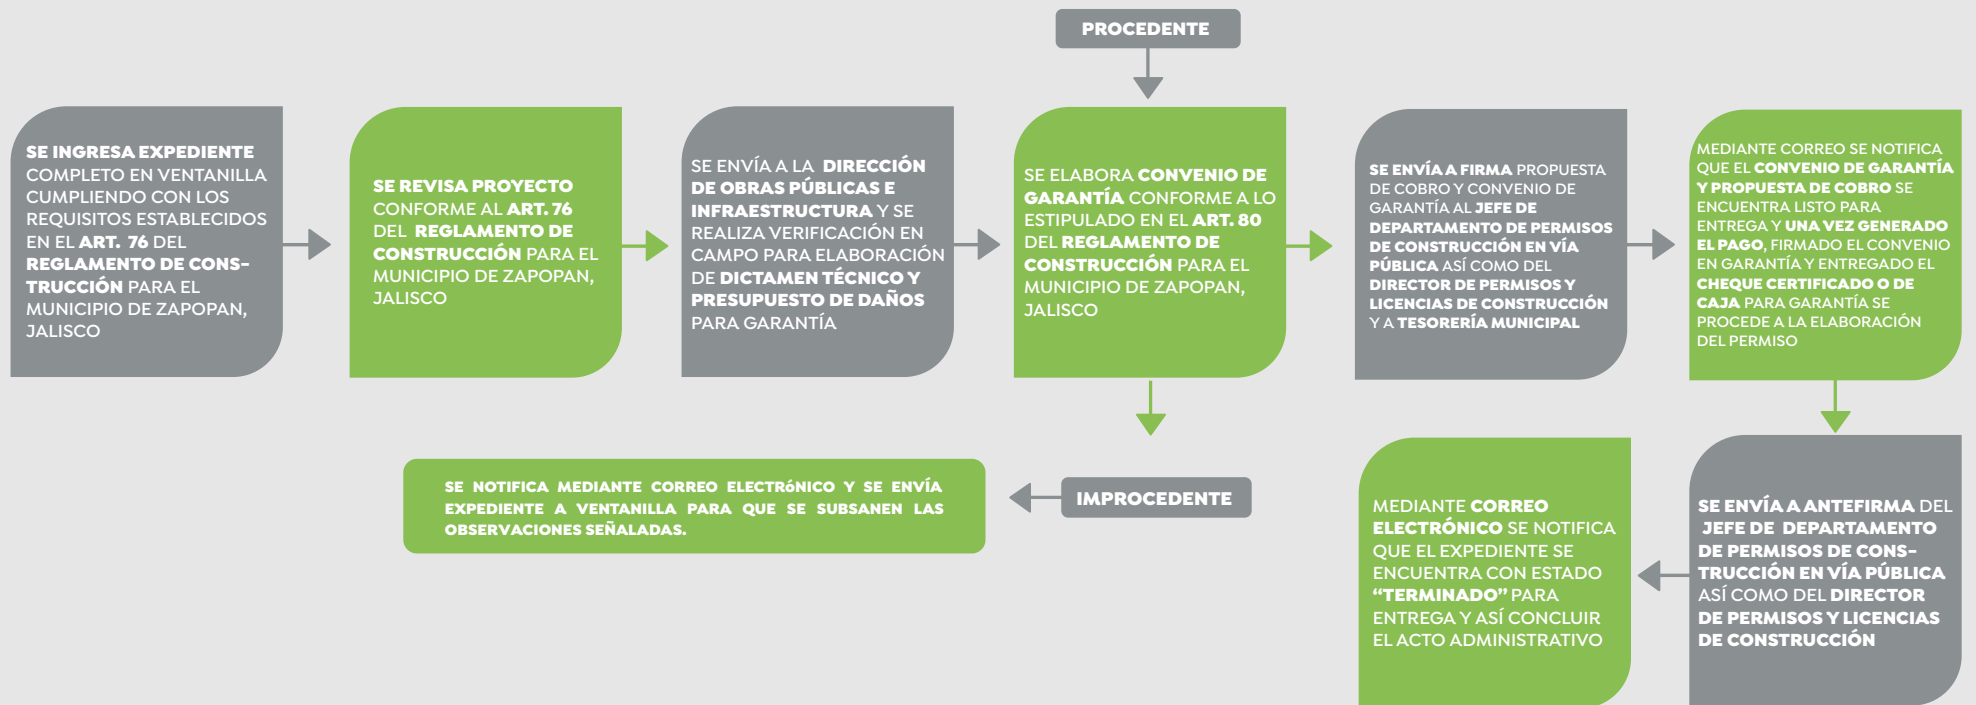 PROCEDENTE
SE INGRESA EXPEDIENTE
COMPLETO EN VENTANILLA
CUMPLIENDO CON LOS
REQUISITOS ESTABLECIDOS
EN EL ART. 76 DEL
REGLAMENTO DE CONS-
TRUCCIÓN PARA EL
MUNICIPIO DE ZAPOPAN,
JALISCO
SE REVISA PROYECTO
CONFORME AL ART. 76
DEL REGLAMENTO DE
CONSTRUCCIÓN PARA EL
MUNICIPIO DE ZAPOPAN,
JALISCO
SE ENVÍA A LA DIRECCIÓN
DE OBRAS PÚBLICAS E
INFRAESTRUCTURA Y SE
REALIZA VERIFICACIÓN EN
CAMPO PARA ELABORACIÓN
DE DICTAMEN TÉCNICO Y
PRESUPUESTO DE DAÑOS
PARA GARANTÍA
SE ELABORA CONVENIO DE
GARANTÍA CONFORME A LO
ESTIPULADO EN EL ART. 80
DEL REGLAMENTO DE
CONSTRUCCIÓN PARA EL
MUNICIPIO DE ZAPOPAN,
JALISCO
SE ENVÍA A FIRMA PROPUESTA
DE COBRO Y CONVENIO DE
GARANTÍA AL JEFE DE
DEPARTAMENTO DE PERMISOS
DE CONSTRUCCIÓN EN VÍA
PÚBLICA ASÍ COMO DEL
DIRECTOR DE PERMISOS Y
LICENCIAS DE CONSTRUCCIÓN
Y A TESORERÍA MUNICIPAL
MEDIANTE CORREO SE NOTIFICA
QUE EL CONVENIO DE GARANTÍA
Y PROPUESTA DE COBRO SE
ENCUENTRA LISTO PARA
ENTREGA Y UNA VEZ GENERADO
EL PAGO, FIRMADO EL CONVENIO
EN GARANTÍA Y ENTREGADO EL
CHEQUE CERTIFICADO O DE
CAJA PARA GARANTÍA SE
PROCEDE A LA ELABORACIÓN
DEL PERMISO
SE NOTIFICA MEDIANTE CORREO ELECTRóNICO Y SE ENVÍA
EXPEDIENTE A VENTANILLA PARA QUE SE SUBSANEN LAS
OBSERVACIONES SEÑALADAS.
IMPROCEDENTE
MEDIANTE CORREO
ELECTRÓNICO SE NOTIFICA
QUE EL EXPEDIENTE SE
ENCUENTRA CON ESTADO
“TERMINADO” PARA
ENTREGA Y ASÍ CONCLUIR
EL ACTO ADMINISTRATIVO
SE ENVÍA A ANTEFIRMA DEL
JEFE DE DEPARTAMENTO
DE PERMISOS DE CONS-
TRUCCIÓN EN VÍA PÚBLICA
ASÍ COMO DEL DIRECTOR
DE PERMISOS Y LICENCIAS
DE CONSTRUCCIÓN